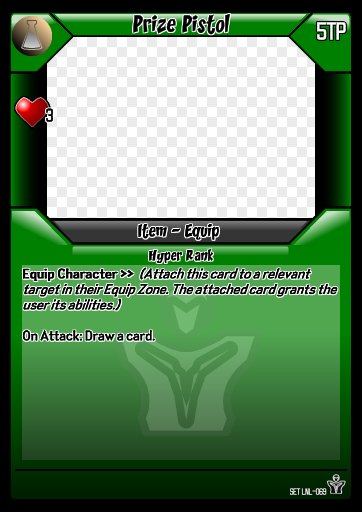 Prize Pistol
5TP
3
Item - Equip
Hyper Rank
Equip Character >> (Attach this card to a relevant
target in their Equip Zone. The attached card grants the
user its abilities.)
On Attack: Draw a card.
SET LNL-069